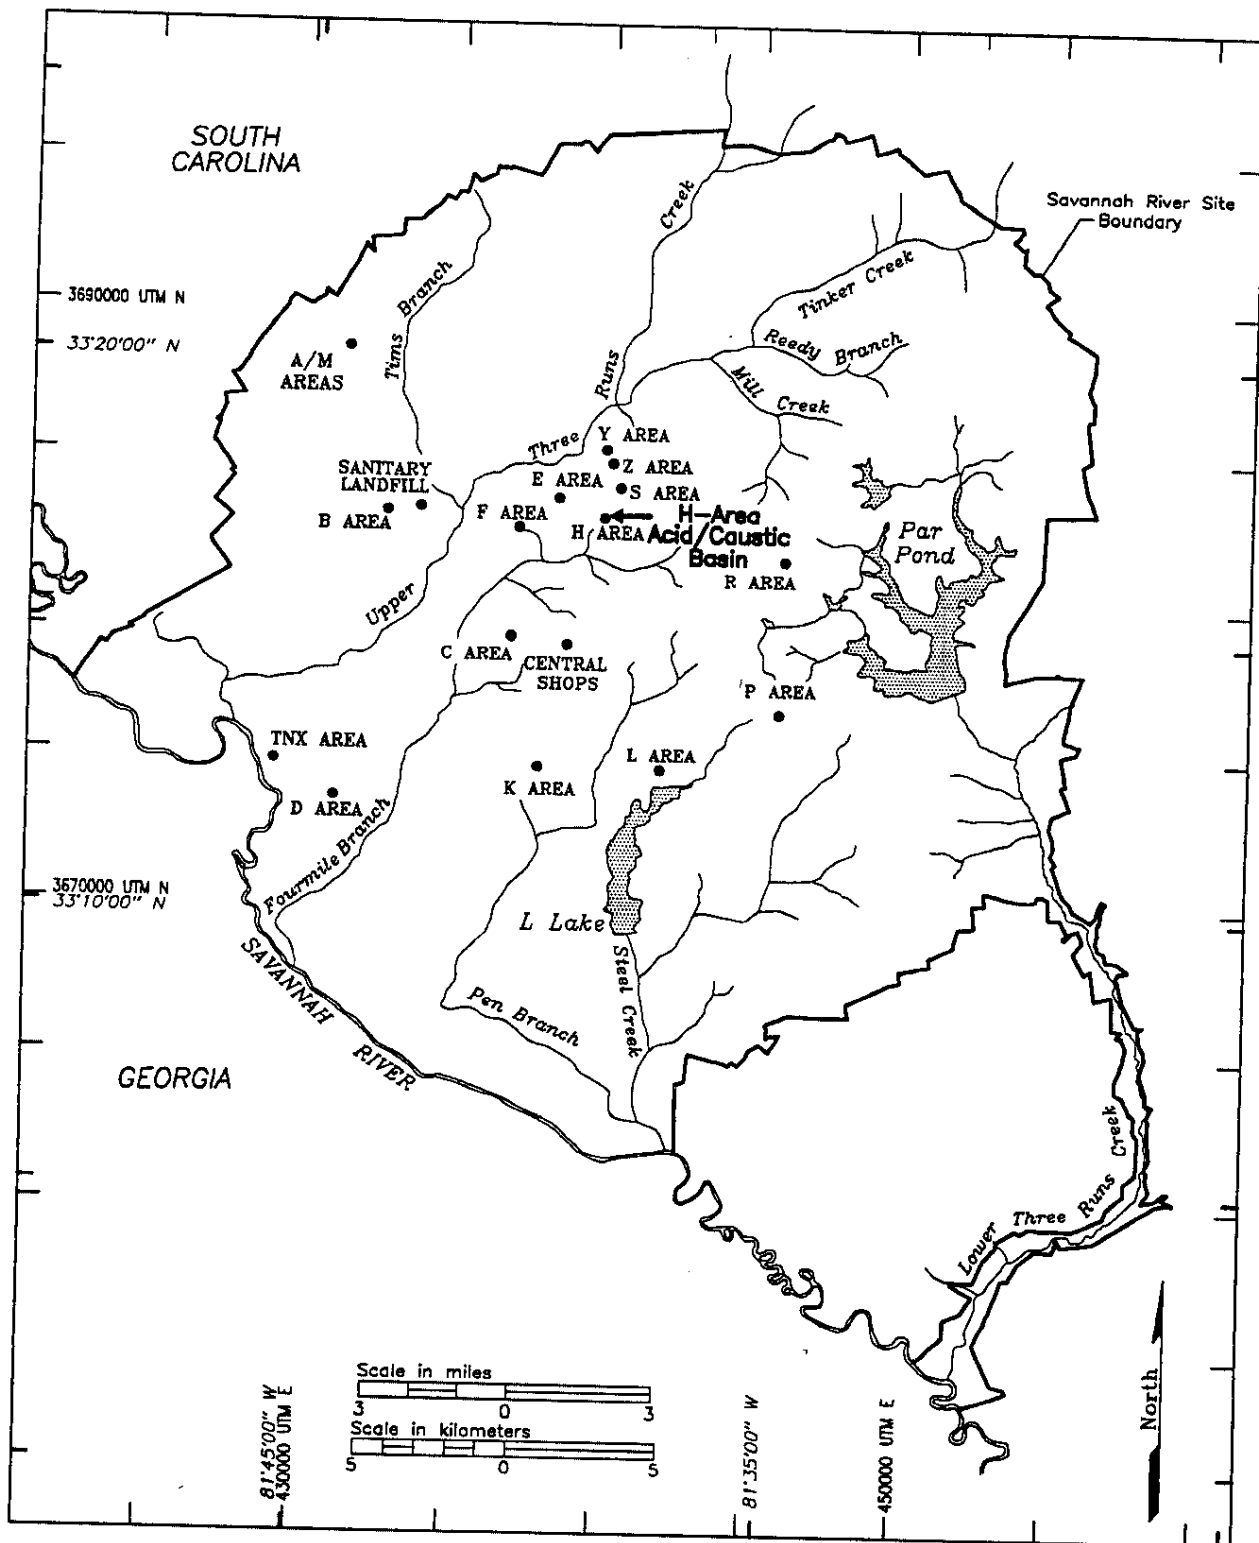 SOUTH
CAROLINA
Savannah River Site
Boundary
Creek
3690000 UTM N
33°20'00" N
Tims Branch
Tinker Creek
Reedy Branch
A/M
AREAS
Runs
Mill Creek
Three
Y AREA
Z AREA
SANITARY
LANDFILL
E AREA
S AREA
B AREA
F AREA
H AREA
H-Area
Acid/Caustic
Basin
Par
Pond
R AREA
Upper
C AREA
CENTRAL
SHOPS
P AREA
TNX AREA
L AREA
D AREA
K AREA
Fourmile Branch
3670000 UTM N
33°10'00" N
L Lake
SAVANNAH
RIVER
Steel Creek
Pen Branch
GEORGIA
Lower Three Runs Creek
Scale in miles
3 0 3
Scale in kilometers
5 0 5
81°45'00" W
430000 UTM E
81°35'00" W
450000 UTM E
North